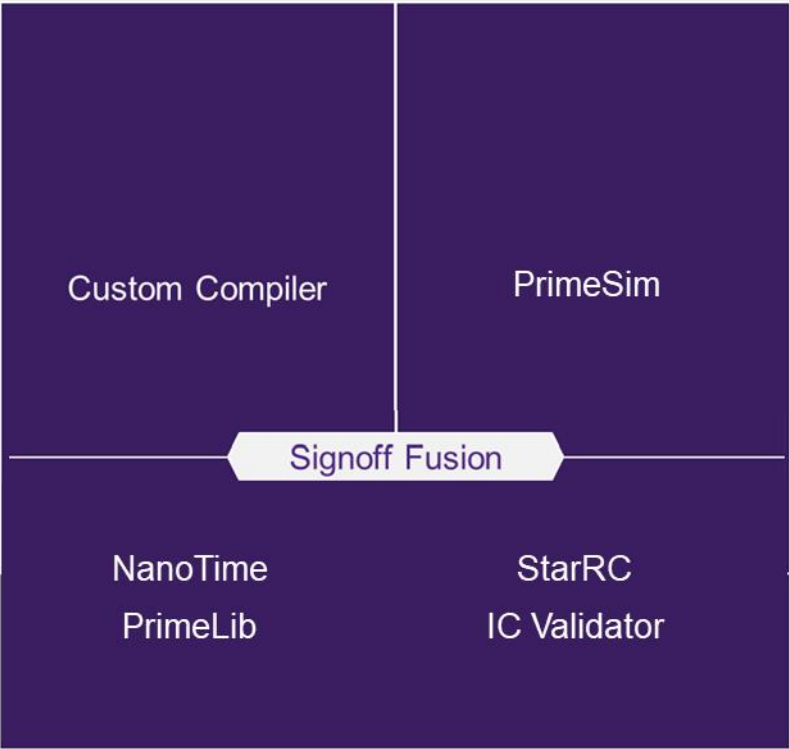 Custom Compiler
PrimeSim
Signoff Fusion
NanoTime
StarRC
PrimeLib
IC Validator